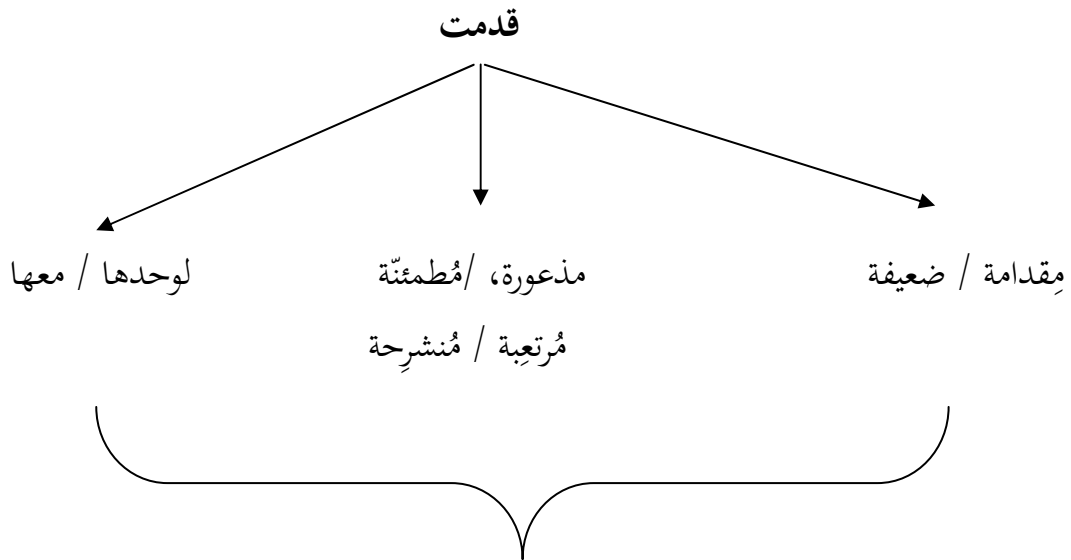 قدمت
مِقدامة / ضعيفة
مذعورة، /مُطمئنّة
مُرتعِبة / مُنشرِحة
لوحدها / معها